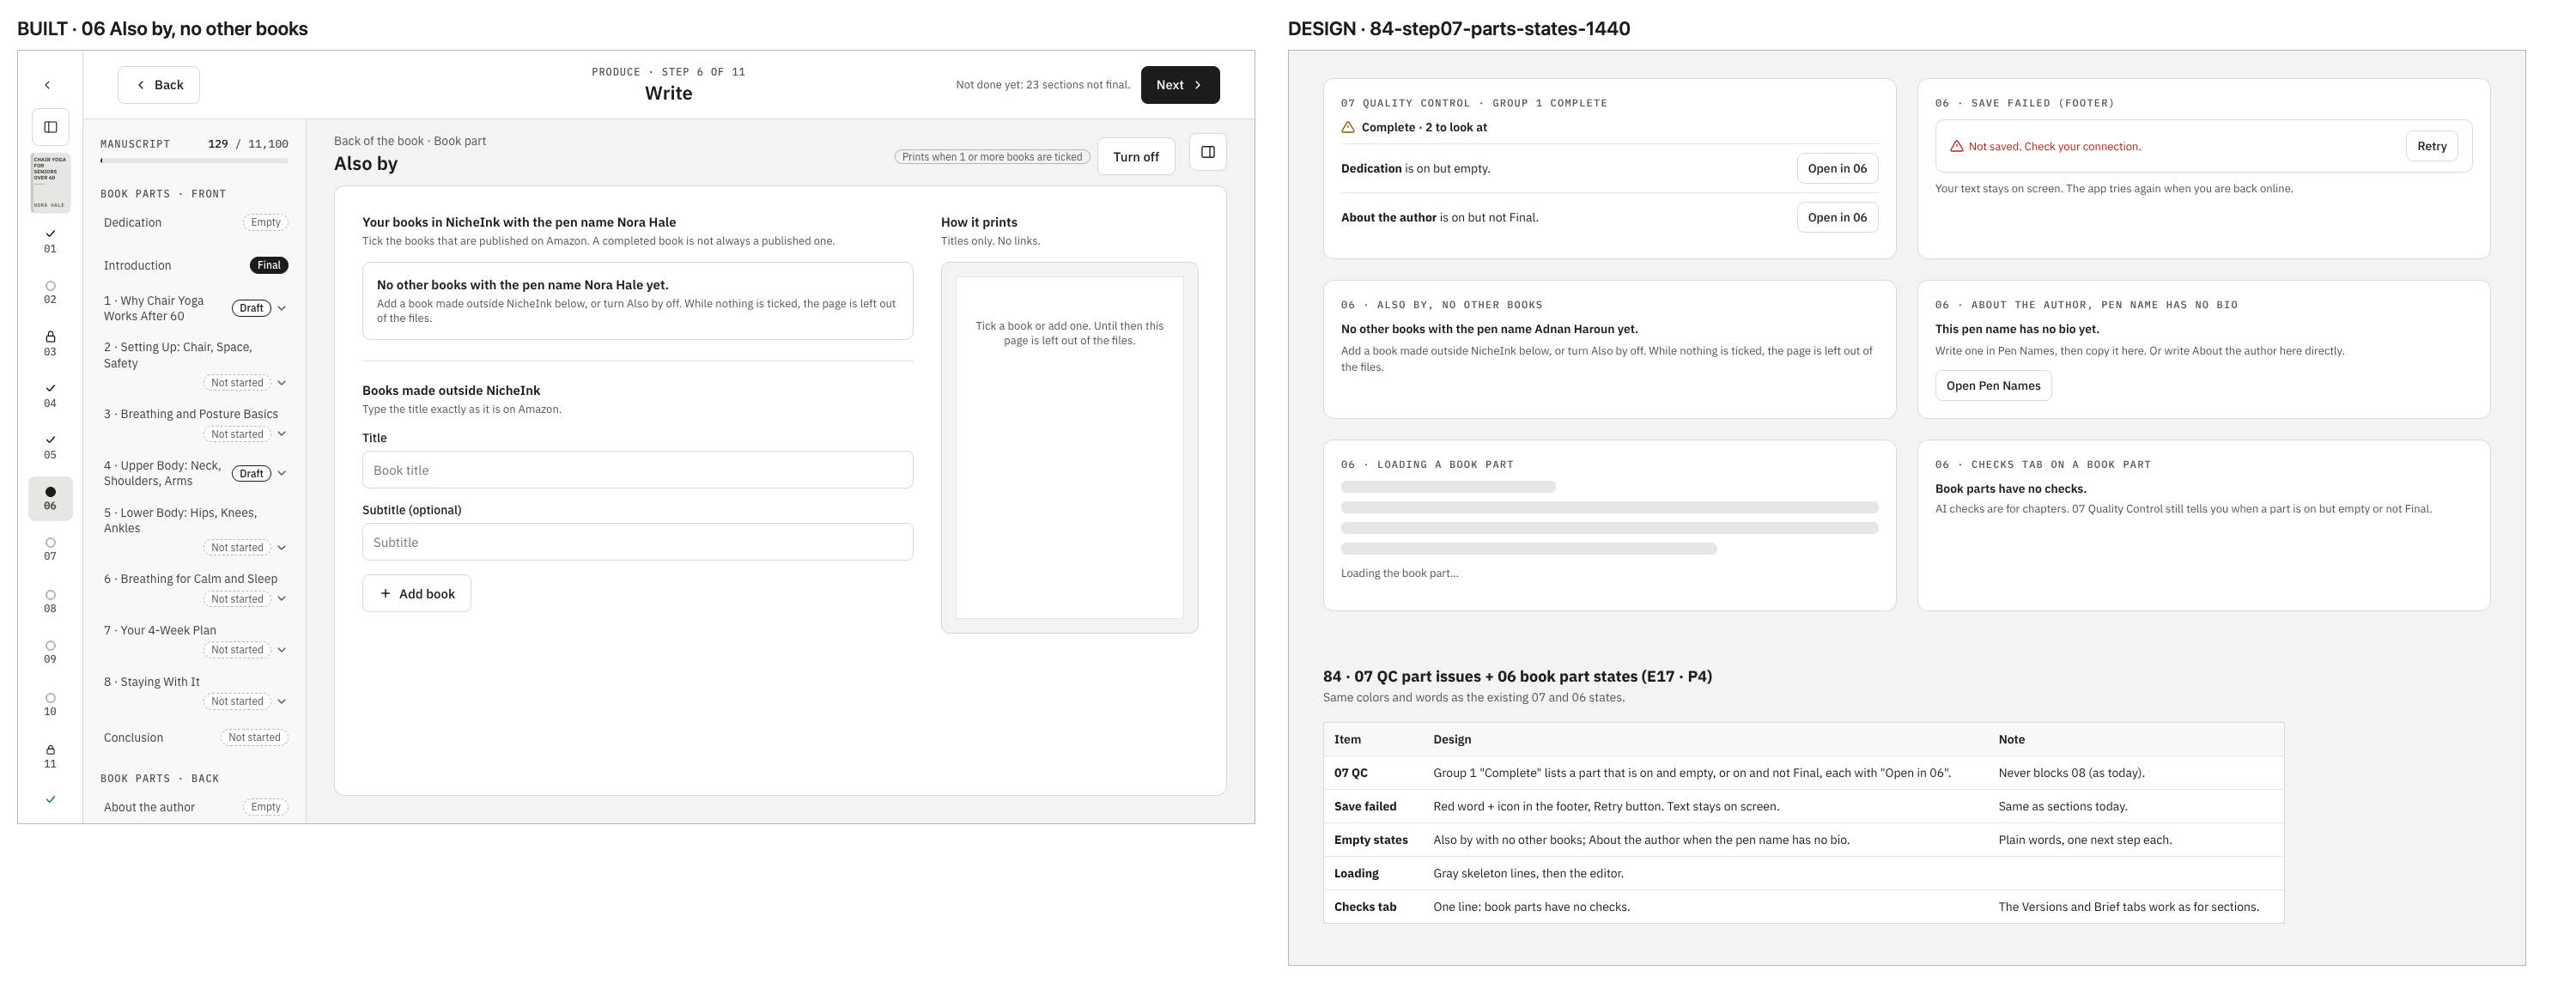 BUILT · 06 Also by, no other books
Back
PRODUCE · STEP 6 OF 11
Write
Not done yet: 23 sections not final.
Next
CHAIR YOGA
FOR
SENIORS
OVER 60
NORA HALE
01
02
03
04
05
06
07
08
09
10
11
MANUSCRIPT 129 / 11,100
BOOK PARTS · FRONT
Dedication Empty
Introduction Final
1 · Why Chair Yoga
Works After 60
Draft
2 · Setting Up: Chair, Space,
Safety
Not started
3 · Breathing and Posture Basics
Not started
4 · Upper Body: Neck,
Shoulders, Arms
Draft
5 · Lower Body: Hips, Knees,
Ankles
Not started
6 · Breathing for Calm and Sleep
Not started
7 · Your 4-Week Plan
Not started
8 · Staying With It
Not started
Conclusion Not started
BOOK PARTS · BACK
About the author Empty
Back of the book · Book part
Also by
Prints when 1 or more books are ticked
Turn off
Your books in NicheInk with the pen name Nora Hale
Tick the books that are published on Amazon. A completed book is not always a published one.
No other books with the pen name Nora Hale yet.
Add a book made outside NicheInk below, or turn Also by off. While nothing is ticked, the page is left out
of the files.
Books made outside NicheInk
Type the title exactly as it is on Amazon.
Title
Book title
Subtitle (optional)
Subtitle
Add book
How it prints
Titles only. No links.
Tick a book or add one. Until then this
page is left out of the files.
DESIGN · 84-step07-parts-states-1440
07 QUALITY CONTROL · GROUP 1 COMPLETE
Complete · 2 to look at
Dedication is on but empty.
Open in 06
About the author is on but not Final.
Open in 06
06 · SAVE FAILED (FOOTER)
Not saved. Check your connection.
Retry
Your text stays on screen. The app tries again when you are back online.
06 · ALSO BY, NO OTHER BOOKS
No other books with the pen name Adnan Haroun yet.
Add a book made outside NicheInk below, or turn Also by off. While nothing is ticked, the page is left out of
the files.
06 · ABOUT THE AUTHOR, PEN NAME HAS NO BIO
This pen name has no bio yet.
Write one in Pen Names, then copy it here. Or write About the author here directly.
Open Pen Names
06 · LOADING A BOOK PART
Loading the book part…
06 · CHECKS TAB ON A BOOK PART
Book parts have no checks.
AI checks are for chapters. 07 Quality Control still tells you when a part is on but empty or not Final.
84 · 07 QC part issues + 06 book part states (E17 · P4)
Same colors and words as the existing 07 and 06 states.
Item Design Note
07 QC Group 1 "Complete" lists a part that is on and empty, or on and not Final, each with "Open in 06". Never blocks 08 (as today).
Save failed Red word + icon in the footer, Retry button. Text stays on screen. Same as sections today.
Empty states Also by with no other books; About the author when the pen name has no bio. Plain words, one next step each.
Loading Gray skeleton lines, then the editor.
Checks tab One line: book parts have no checks. The Versions and Brief tabs work as for sections.